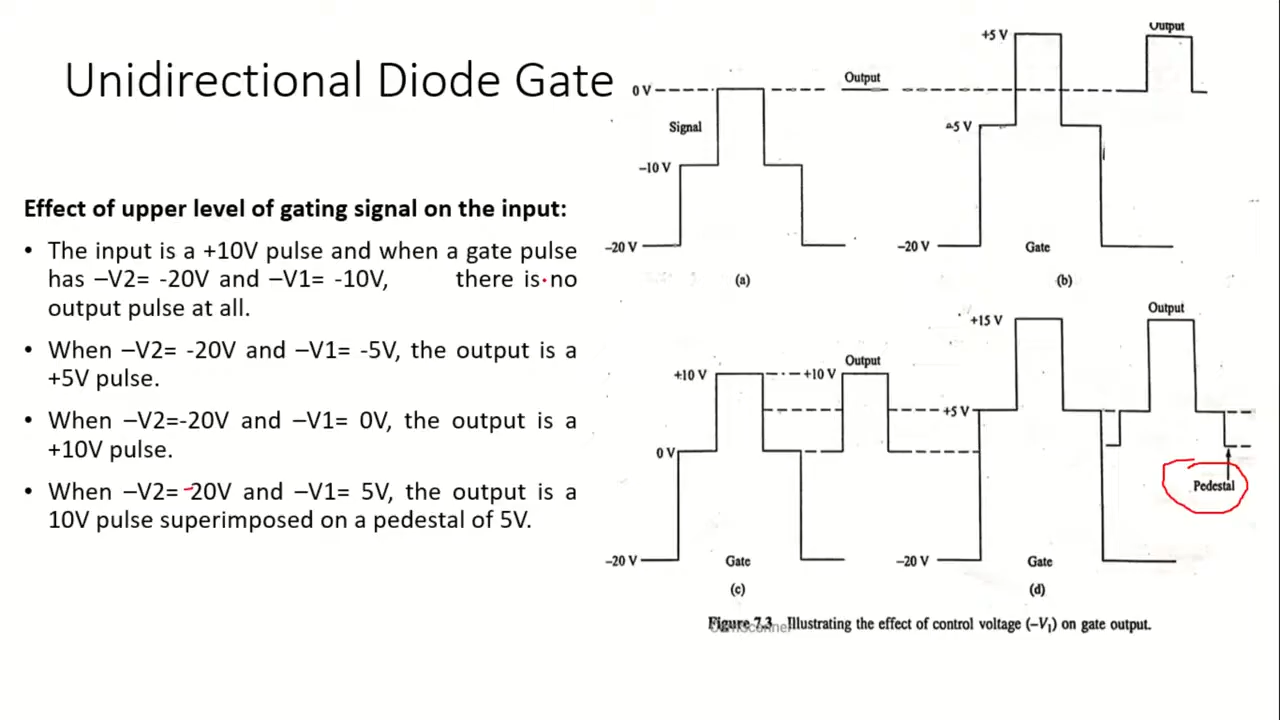 Unidirectional Diode Gate
Effect of upper level of gating signal on the input:
• The input is a +10V pulse and when a gate pulse
has –V2= -20V and –V1= -10V, there is no
output pulse at all.
• When –V2= -20V and –V1= -5V, the output is a
+5V pulse.
• When –V2=-20V and –V1= 0V, the output is a
+10V pulse.
• When –V2= -20V and –V1= 5V, the output is a
10V pulse superimposed on a pedestal of 5V.
0 V
Signal
–10 V
–20 V
Output
(a)
+5 V
Output
–5 V
–20 V
Gate
(b)
+10 V
+10 V
Output
0 V
–20 V
Gate
(c)
+15 V
Output
+5 V
Pedestal
–20 V
Gate
(d)
Figure 7.3 Illustrating the effect of control voltage (–V₁) on gate output.